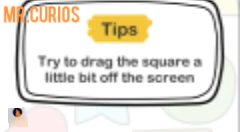 MR.CURIOS
Tips
Try to drag the square a
little bit off the screen